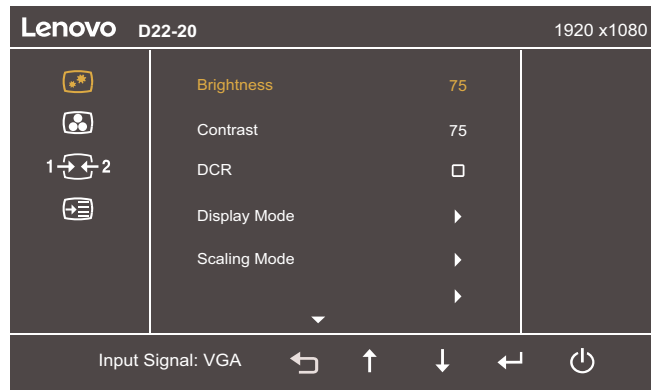 Lenovo D22-20 1920 x1080
Brightness 75
Contrast 75
1 2 DCR
Display Mode
Scaling Mode
Input Signal: VGA